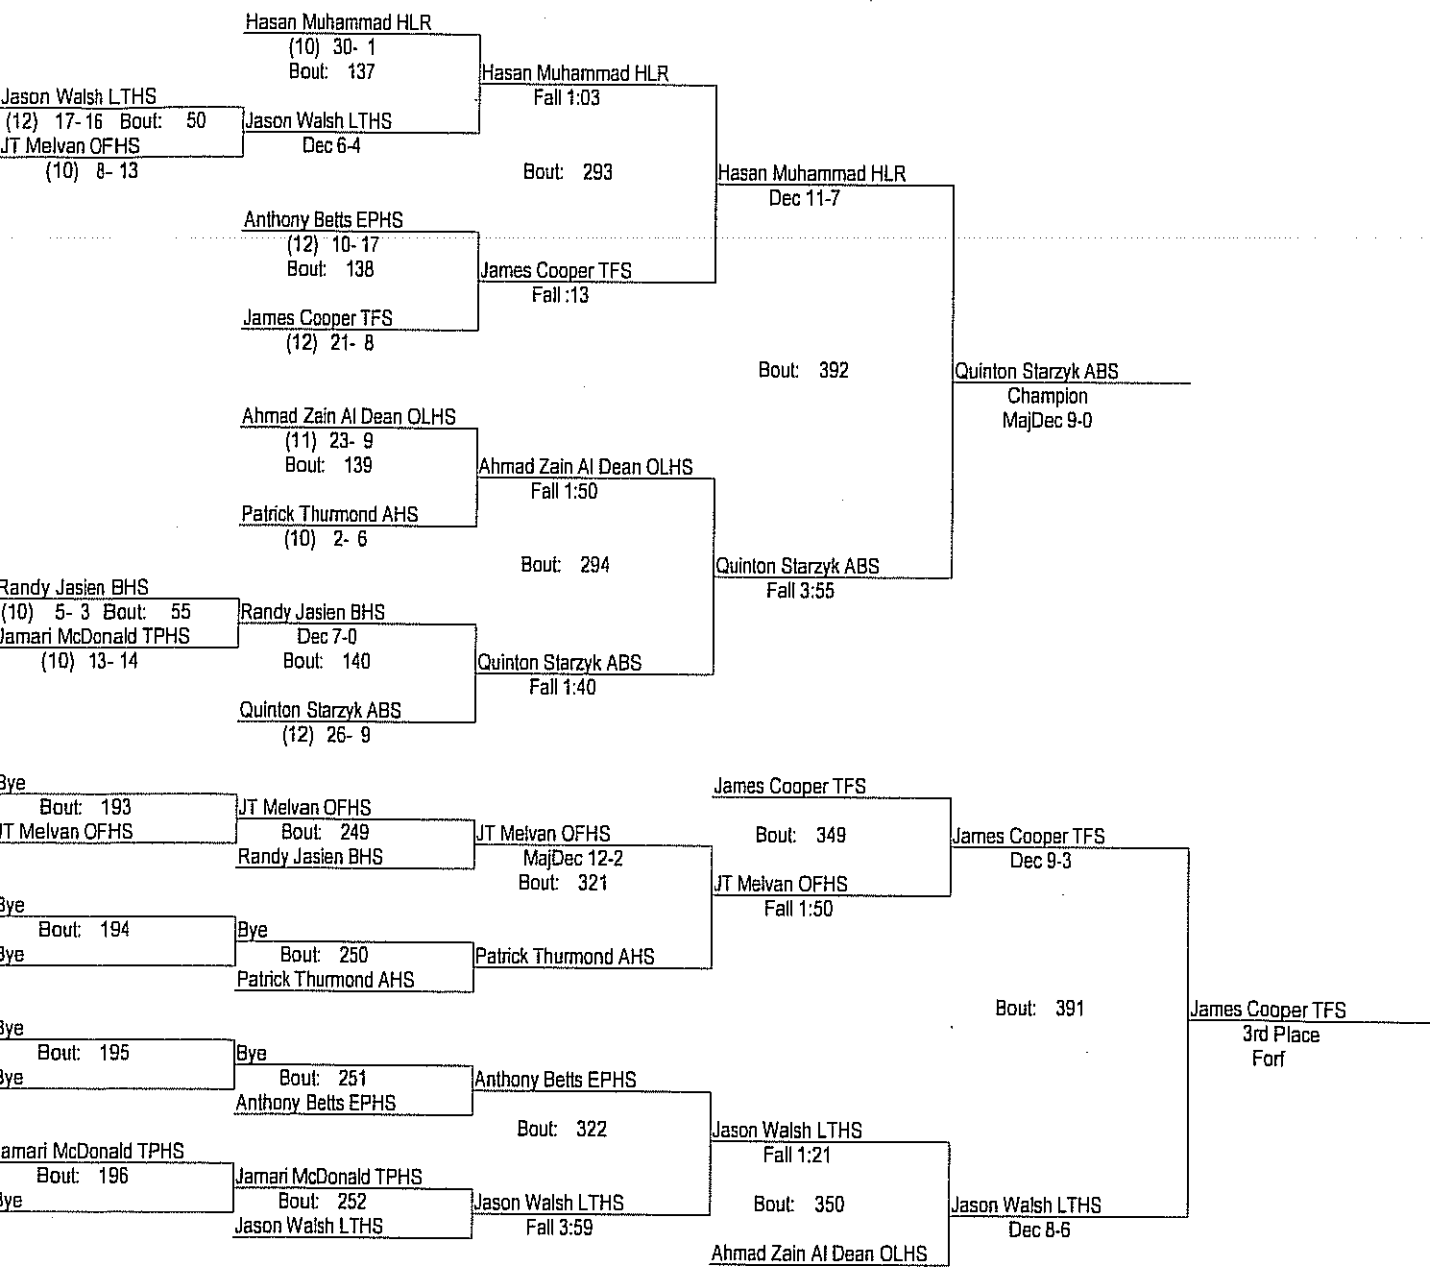 Hasan Muhammad HLR
(10) 30- 1
Bout: 137
Hasan Muhammad HLR
Fall 1:03
Jason Walsh LTHS
(12) 17-16 Bout: 50
JT Melvan OFHS
(10) 8-13
Jason Walsh LTHS
Dec 6-4
Bout: 293
Hasan Muhammad HLR
Dec 11-7
Anthony Betts EPHS
(12) 10-17
Bout: 138
James Cooper TFS
Fall :13
James Cooper TFS
(12) 21- 8
Bout: 392
Quinton Starzyk ABS
Champion
MajDec 9-0
Ahmad Zain Al Dean OLHS
(11) 23- 9
Bout: 139
Ahmad Zain Al Dean OLHS
Fall 1:50
Patrick Thurmond AHS
(10) 2- 6
Bout: 294
Quinton Starzyk ABS
Fall 3:55
Randy Jasien BHS
(10) 5- 3 Bout: 55
Jamari McDonald TPHS
(10) 13-14
Randy Jasien BHS
Dec 7-0
Bout: 140
Quinton Starzyk ABS
Fall 1:40
Quinton Starzyk ABS
(12) 26- 9
Bye
Bout: 193
JT Melvan OFHS
JT Melvan OFHS
Bout: 249
Randy Jasien BHS
JT Melvan OFHS
MajDec 12-2
Bout: 321
James Cooper TFS
Bout: 349
JT Melvan OFHS
Fall 1:50
James Cooper TFS
Dec 9-3
Bye
Bout: 194
Bye
Bye
Bout: 250
Patrick Thurmond AHS
Patrick Thurmond AHS
Bout: 391
James Cooper TFS
3rd Place
Forf
Bye
Bout: 195
Bye
Bye
Bout: 251
Anthony Betts EPHS
Anthony Betts EPHS
Bout: 322
Jason Walsh LTHS
Fall 1:21
Jamari McDonald TPHS
Bout: 196
Bye
Jamari McDonald TPHS
Bout: 252
Jason Walsh LTHS
Jason Walsh LTHS
Fall 3:59
Bout: 350
Jason Walsh LTHS
Dec 8-6
Ahmad Zain Al Dean OLHS